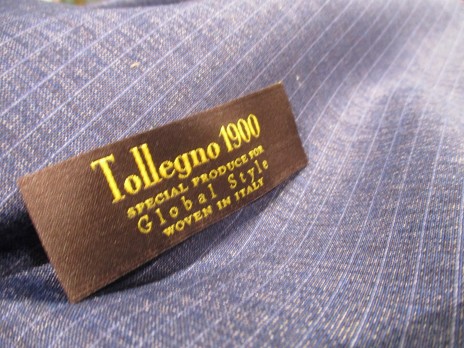 Tollegno 1900
SPECIAL PRODUCE FOR
Global Style
WOVEN IN ITALY